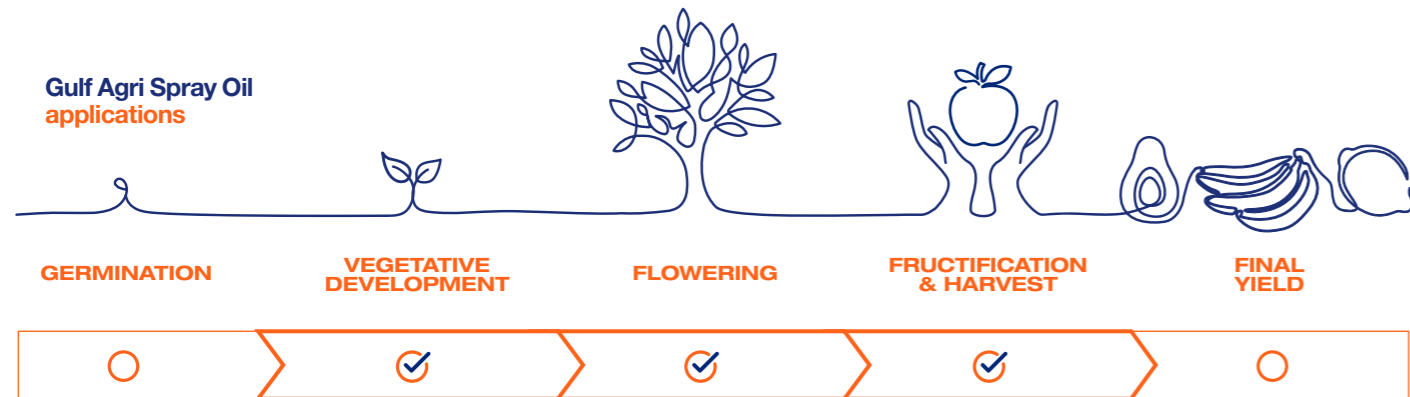 Gulf Agri Spray Oil
applications
GERMINATION
VEGETATIVE
DEVELOPMENT
FLOWERING
FRUCTIFICATION
& HARVEST
FINAL
YIELD